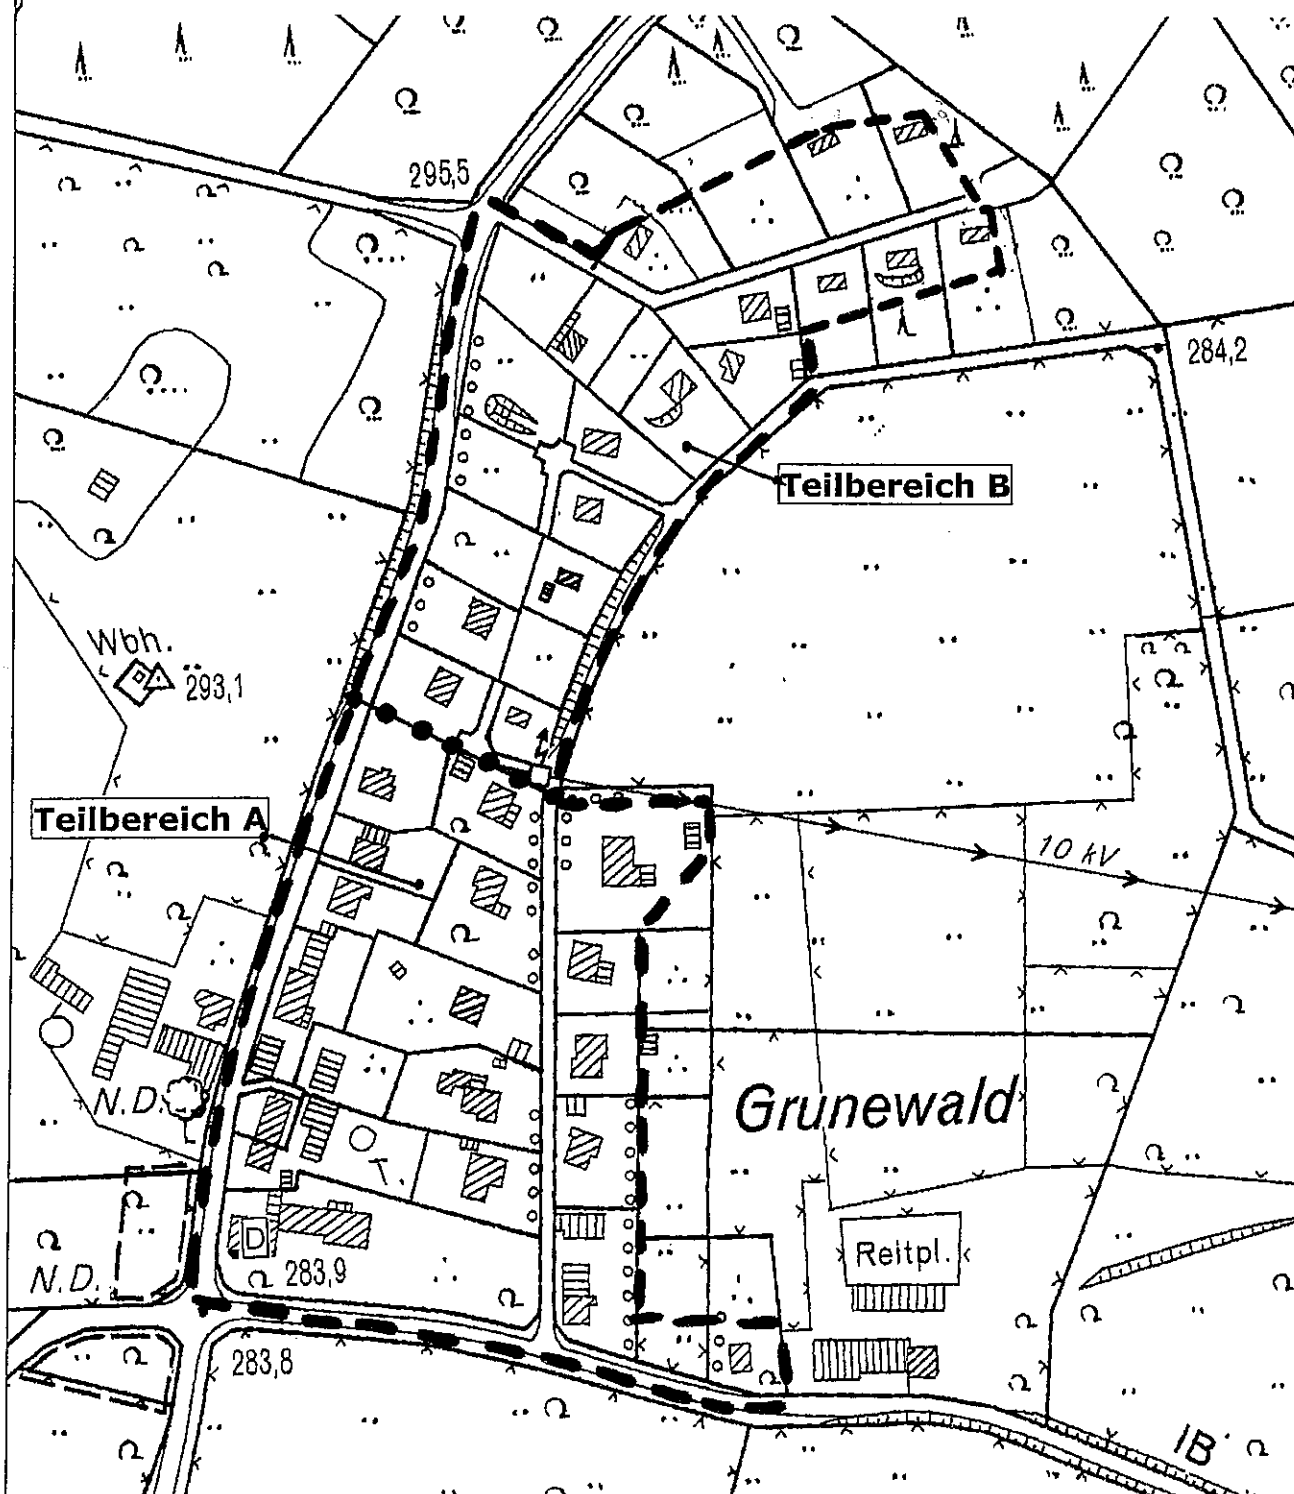 295,5
284,2
Teilbereich B
Wbh.
293,1
Teilbereich A
10 kV
N.D.
Grunewald
D
283,9
Reitpl.
N.D.
283,8
IB